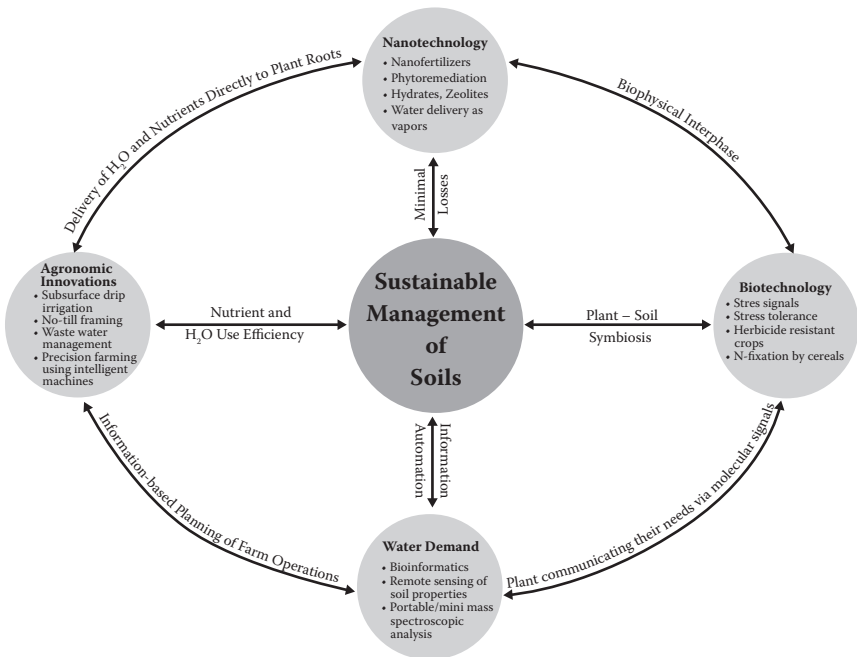 Nanotechnology
• Nanofertilizers
• Phytoremediation
• Hydrates, Zeolites
• Water delivery as
vapors
Delivery of H₂O and Nutrients Directly to Plant Roots
Biophysical Interphase
Minimal
Losses
Agronomic
Innovations
• Subsurface drip
irrigation
• No-till framing
• Waste water
management
• Precision farming
using intelligent
machines
Nutrient and
H₂O Use Efficiency
Sustainable
Management
of
Soils
Plant – Soil
Symbiosis
Biotechnology
• Stres signals
• Stress tolerance
• Herbicide resistant
crops
• N-fixation by cereals
Information
Automation
Information-based Planning of Farm Operations
Plant communicating their needs via molecular signals
Water Demand
• Bioinformatics
• Remote sensing of
soil properties
• Portable/mini mass
spectroscopic
analysis